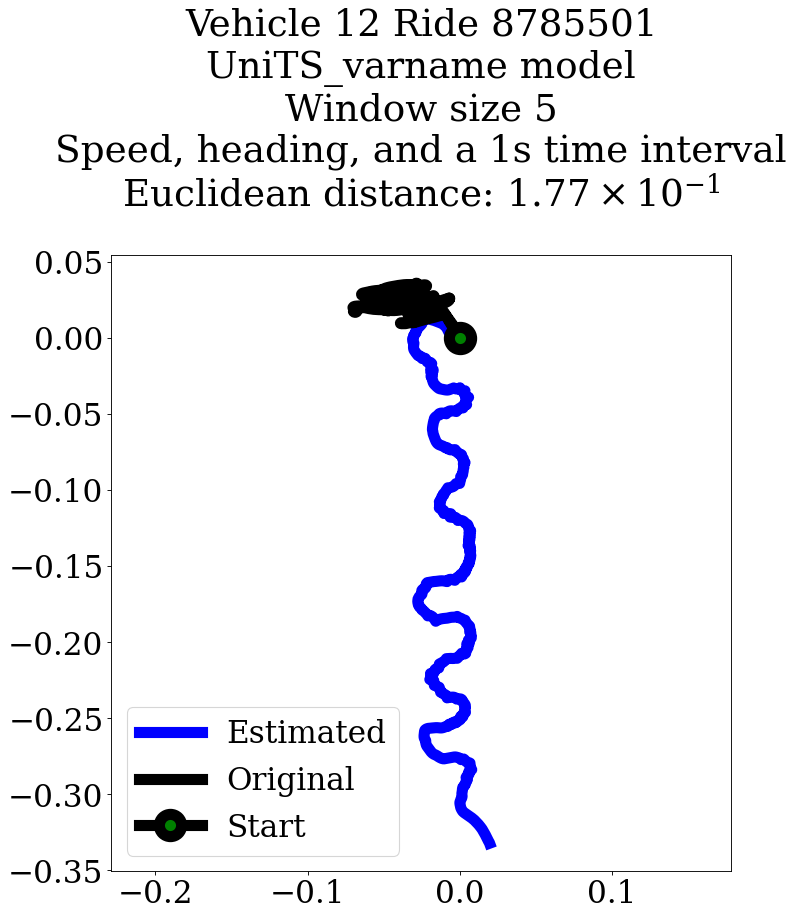 Vehicle 12 Ride 8785501
UniTS_varname model
Window size 5
Speed, heading, and a 1s time interval
Euclidean distance: 1.77 × 10⁻¹
0.05
0.00
−0.05
−0.10
−0.15
−0.20
−0.25
−0.30
−0.35
Estimated
Original
Start
−0.2
−0.1
0.0
0.1